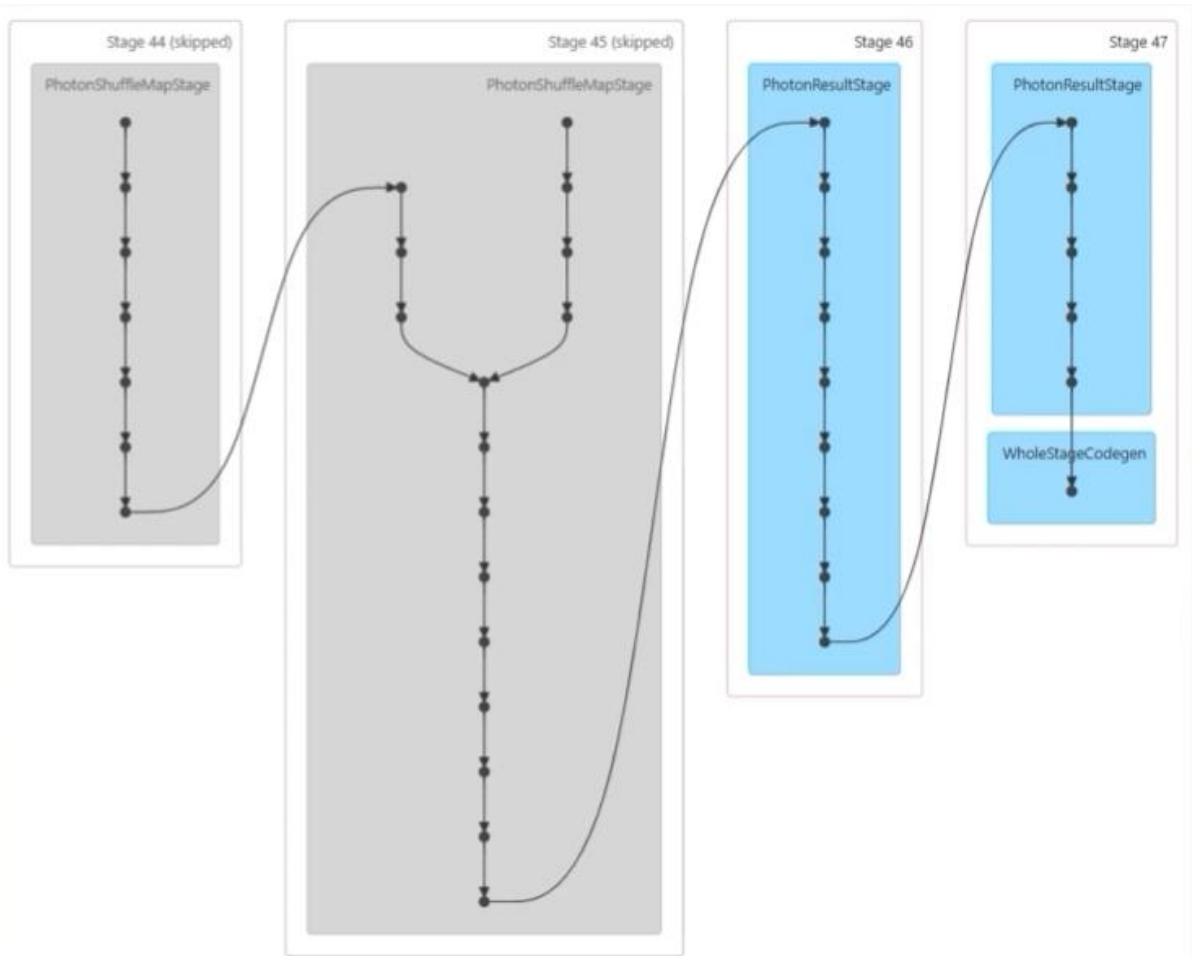 Stage 44 (skipped)
PhotonShuffleMapStage
Stage 45 (skipped)
PhotonShuffleMapStage
Stage 46
PhotonResultStage
Stage 47
PhotonResultStage
WholeStageCodegen